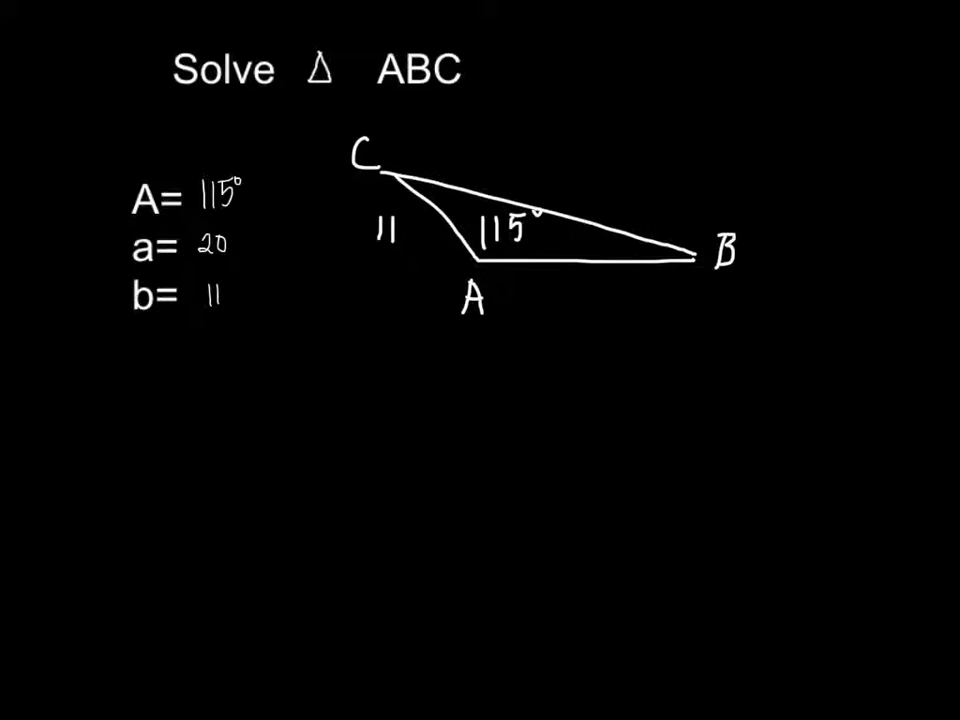 Solve Δ ABC
A= 115°
a= 20
b= 11
C
11
115°
B
A